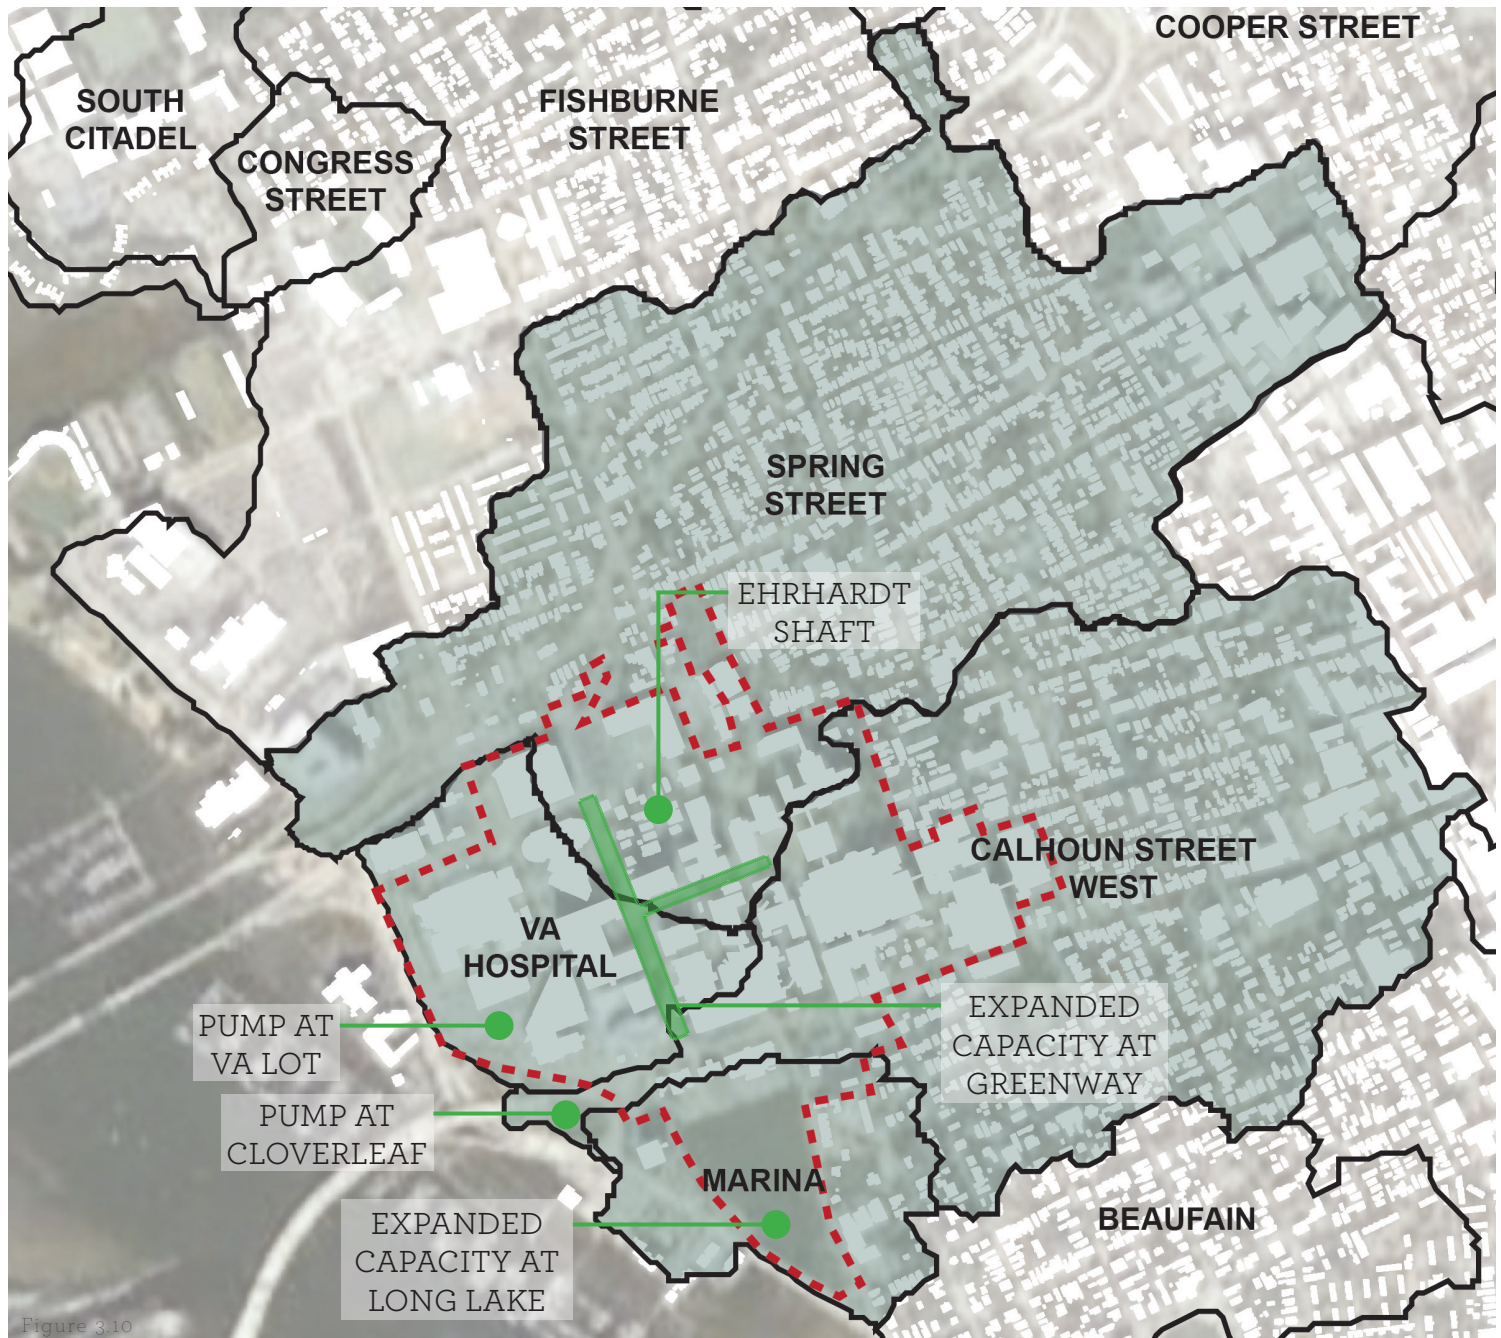 COOPER STREET
SOUTH
CITADEL
FISHBURNE
STREET
CONGRESS
STREET
SPRING
STREET
EHRHARDT
SHAFT
CALHOUN STREET
WEST
VA
HOSPITAL
PUMP AT
VA LOT
EXPANDED
CAPACITY AT
GREENWAY
PUMP AT
CLOVERLEAF
MARINA
EXPANDED
CAPACITY AT
LONG LAKE
BEAUFAIN
Figure 3.10